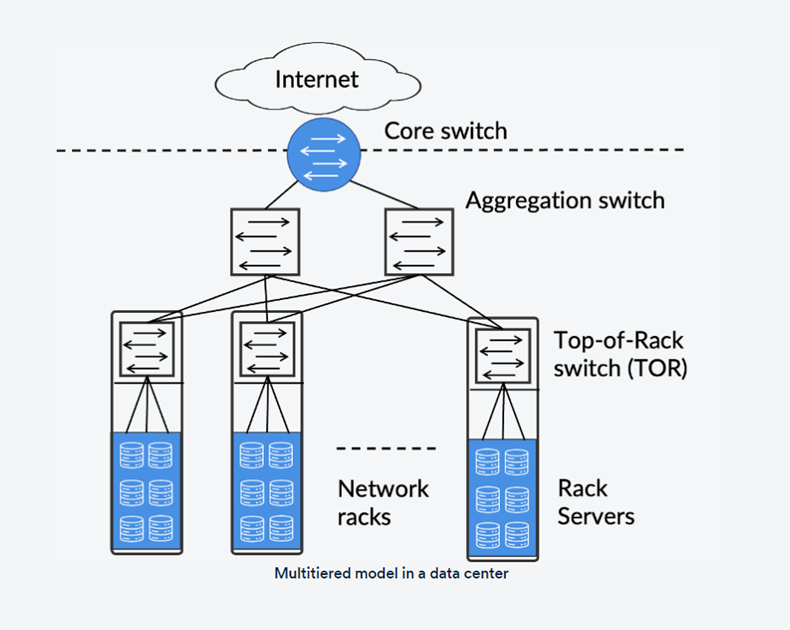 Internet
Core switch
Aggregation switch
Top-of-Rack
switch (TOR)
Network
racks
Rack
Servers
Multitiered model in a data center